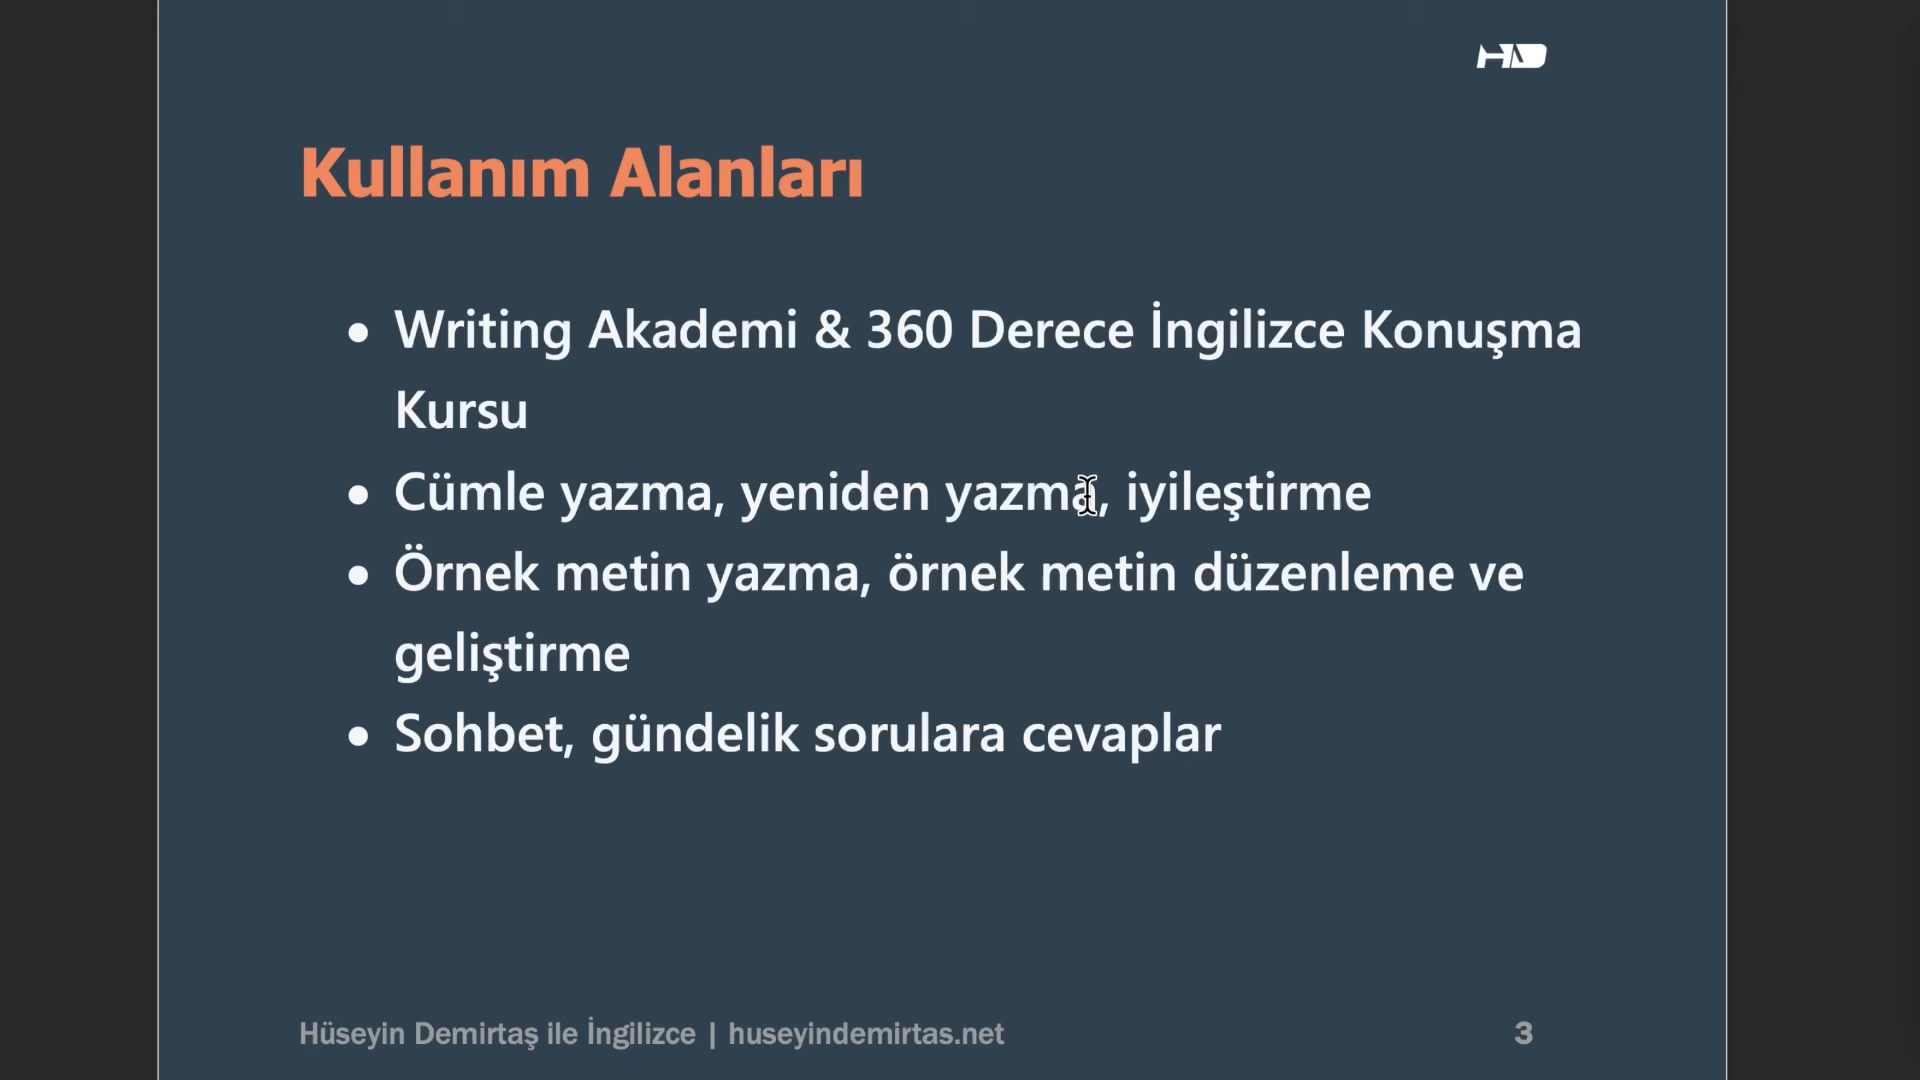 HD
Kullanım Alanları
• Writing Akademi & 360 Derece İngilizce Konuşma
Kursu
• Cümle yazma, yeniden yazma, iyileştirme
• Örnek metin yazma, örnek metin düzenleme ve
geliştirme
• Sohbet, gündelik sorulara cevaplar
Hüseyin Demirtaş ile İngilizce | huseyindemirtas.net
3